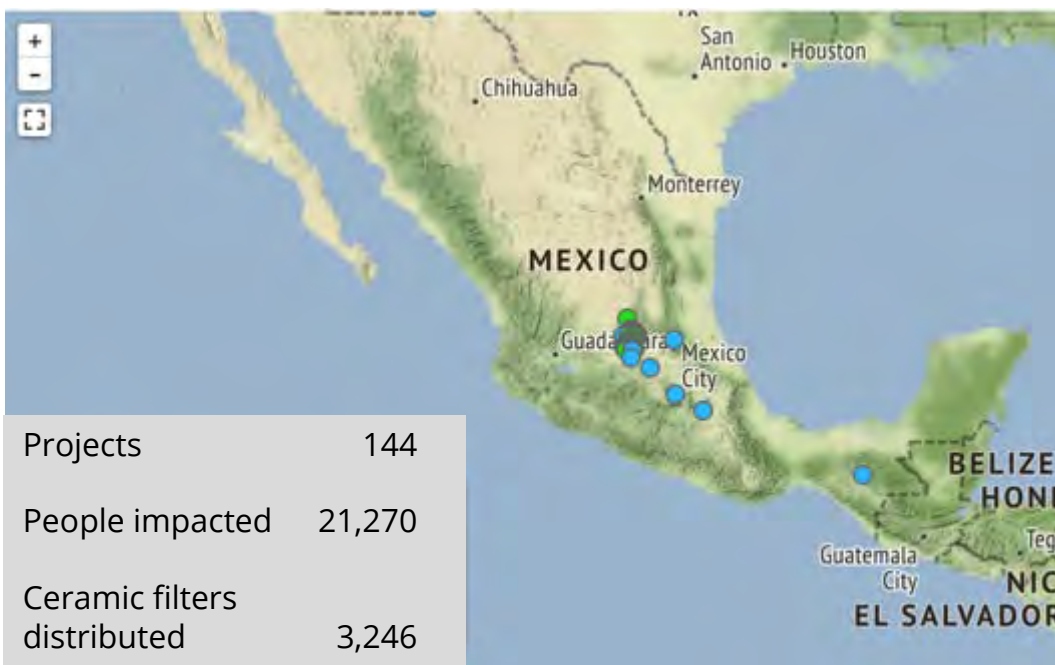 +
-
San
Antonio
Houston
Chihuahua
Monterrey
MEXICO
Mexico
City
BELIZE
Guatemala
City
EL SALVADOR
Projects 144
People impacted 21,270
Ceramic filters
distributed 3,246